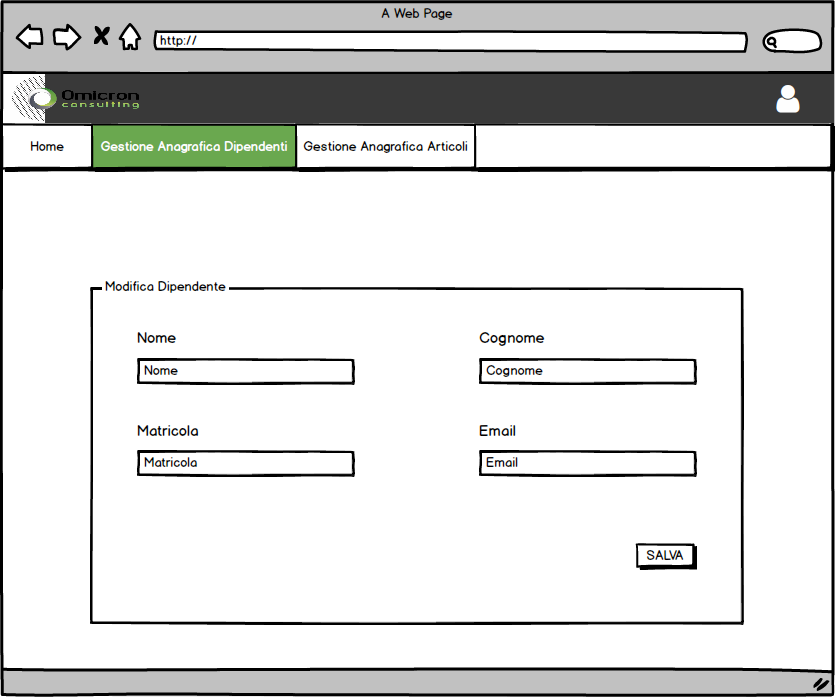 A Web Page
http://
Omicron
consulting
Home
Gestione Anagrafica Dipendenti
Gestione Anagrafica Articoli
Modifica Dipendente
Nome
Cognome
Nome
Cognome
Matricola
Email
Matricola
Email
SALVA